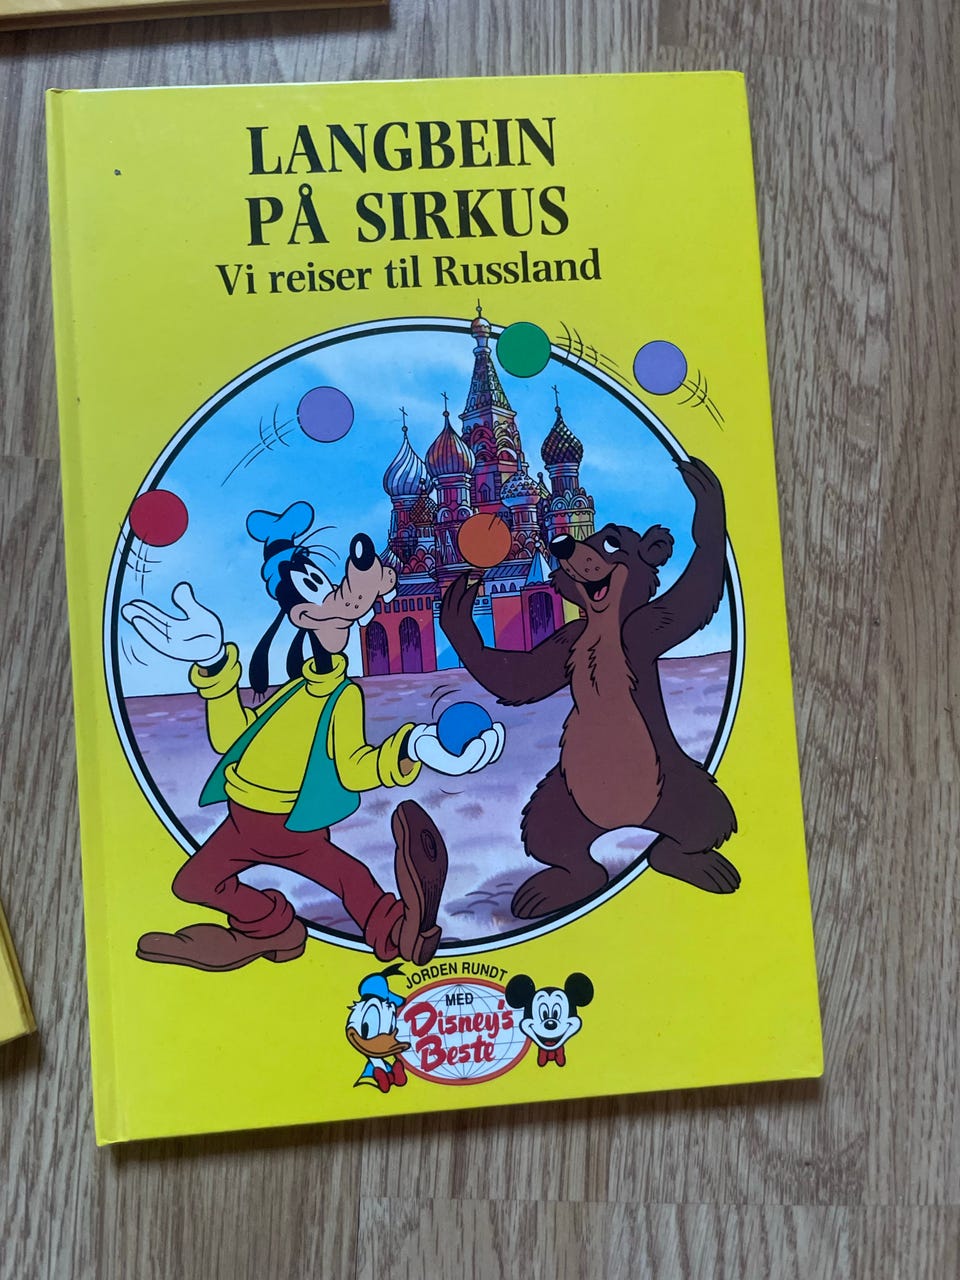 LANGBEIN
PÅ SIRKUS
Vi reiser til Russland
JORDEN RUNDT
MED
Disney's
Beste